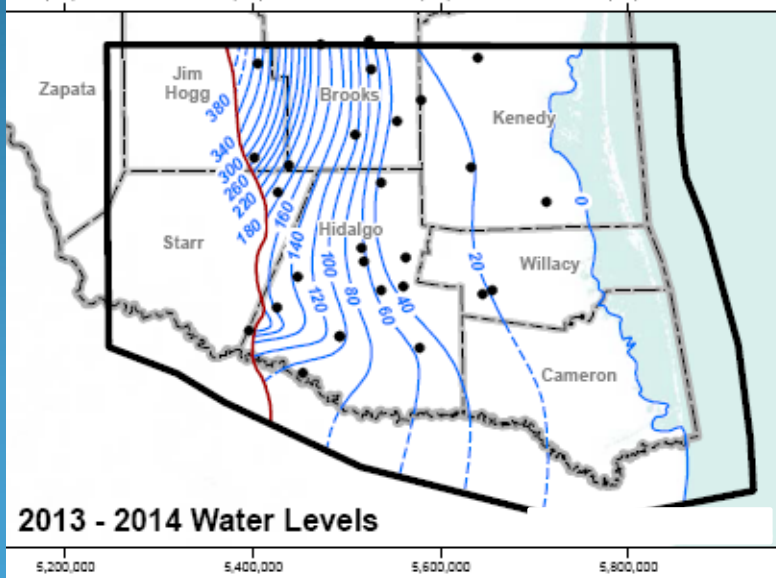 Zapata
Jim
Hogg
Brooks
Kenedy
380
340
300
260
220
180
160
140
120
100
80
60
40
20
0
Starr
Hidalgo
Willacy
Cameron
2013 - 2014 Water Levels
5,200,000
5,400,000
5,600,000
5,800,000